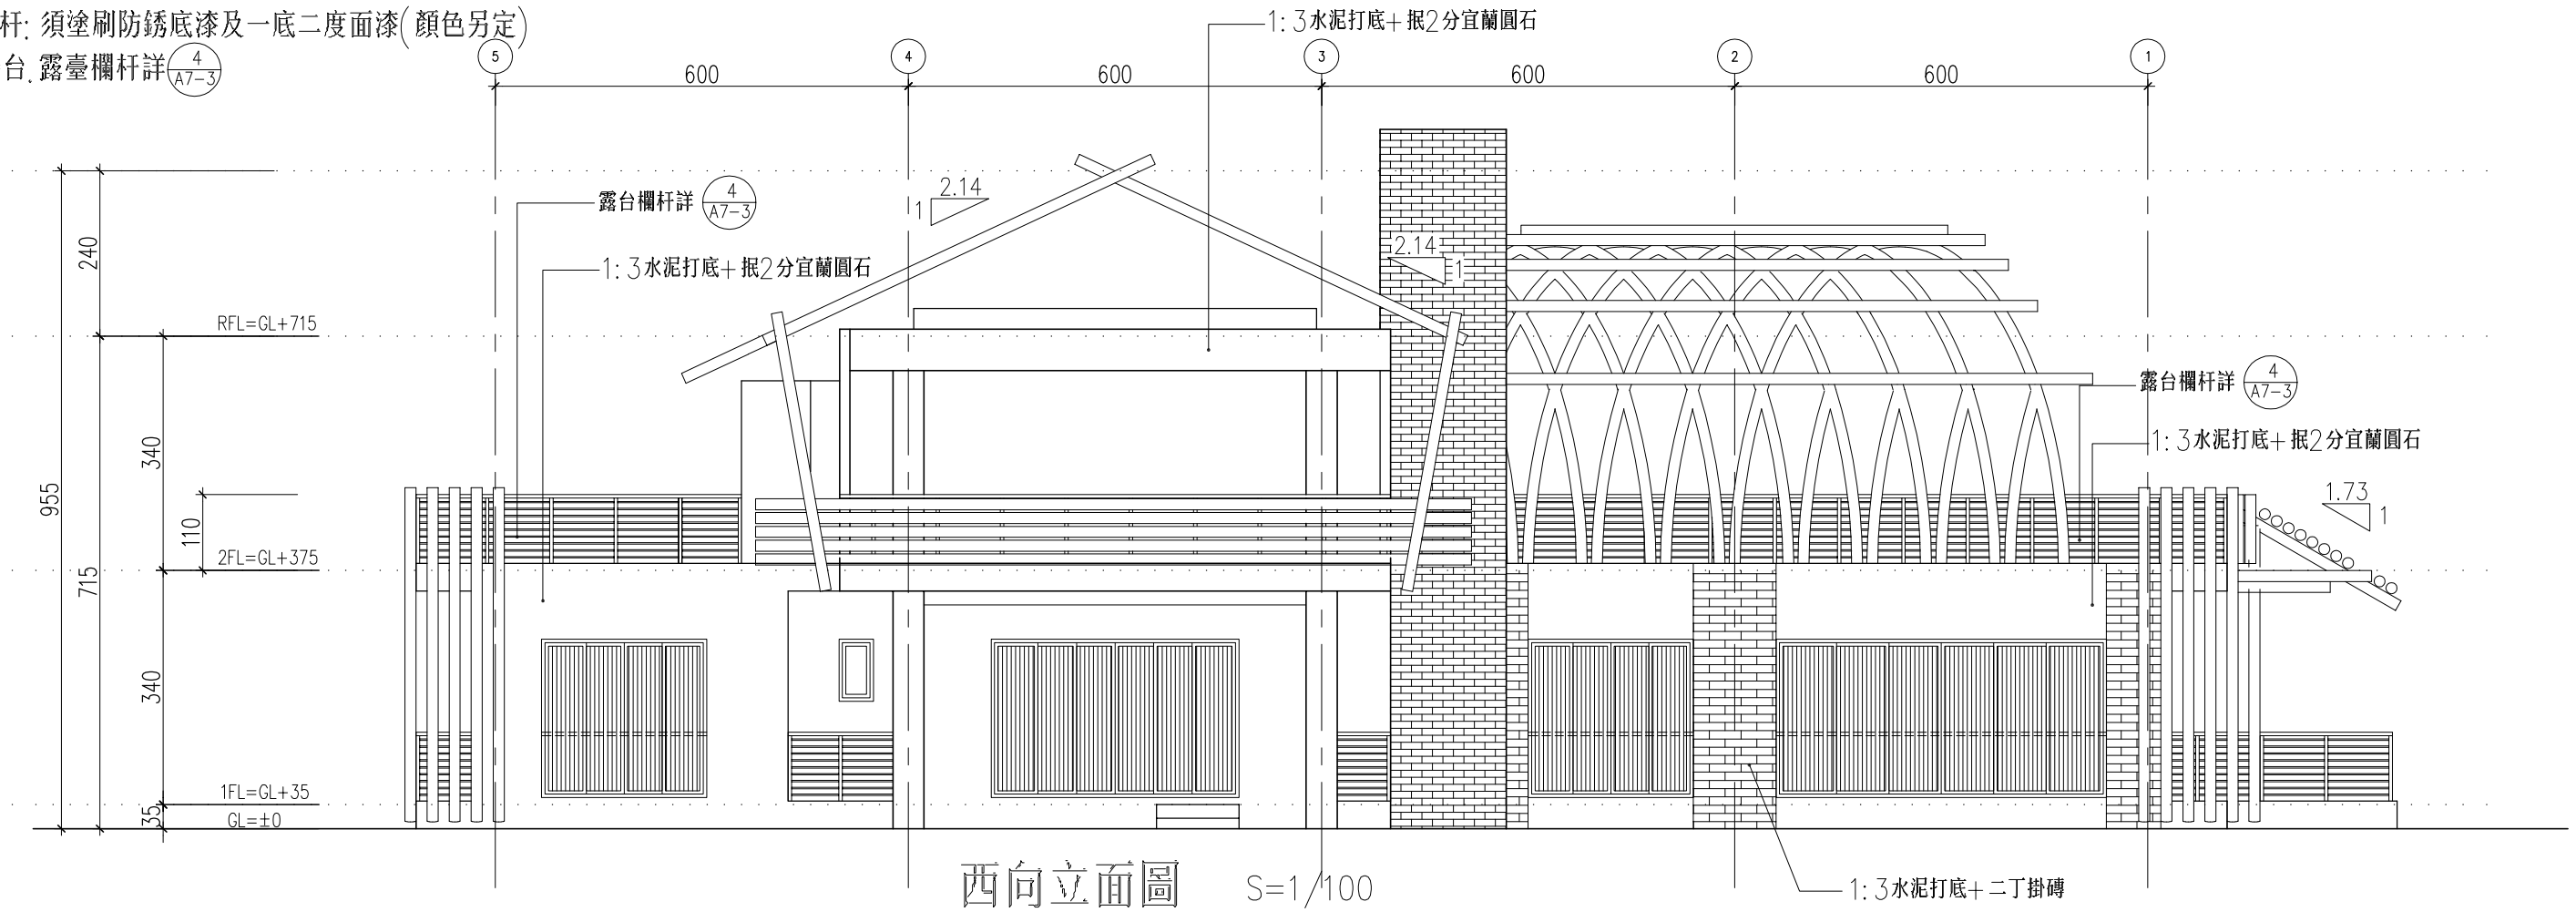 杆: 須塗刷防銹底漆及一底二度面漆(顏色另定)
台. 露臺欄杆詳 4 A7-3
1: 3水泥打底+抿2分宜蘭圓石
5 4 3 2 1
600 600 600 600
露台欄杆詳 4 A7-3
1: 3水泥打底+抿2分宜蘭圓石
2.14
1
2.14
1
240
955
715
340
110
340
35
RFL=GL+715
2FL=GL+375
1FL=GL+35
GL=±0
露台欄杆詳 4 A7-3
1: 3水泥打底+抿2分宜蘭圓石
1.73
1
1: 3水泥打底+二丁掛磚
西向立面圖 S=1/100